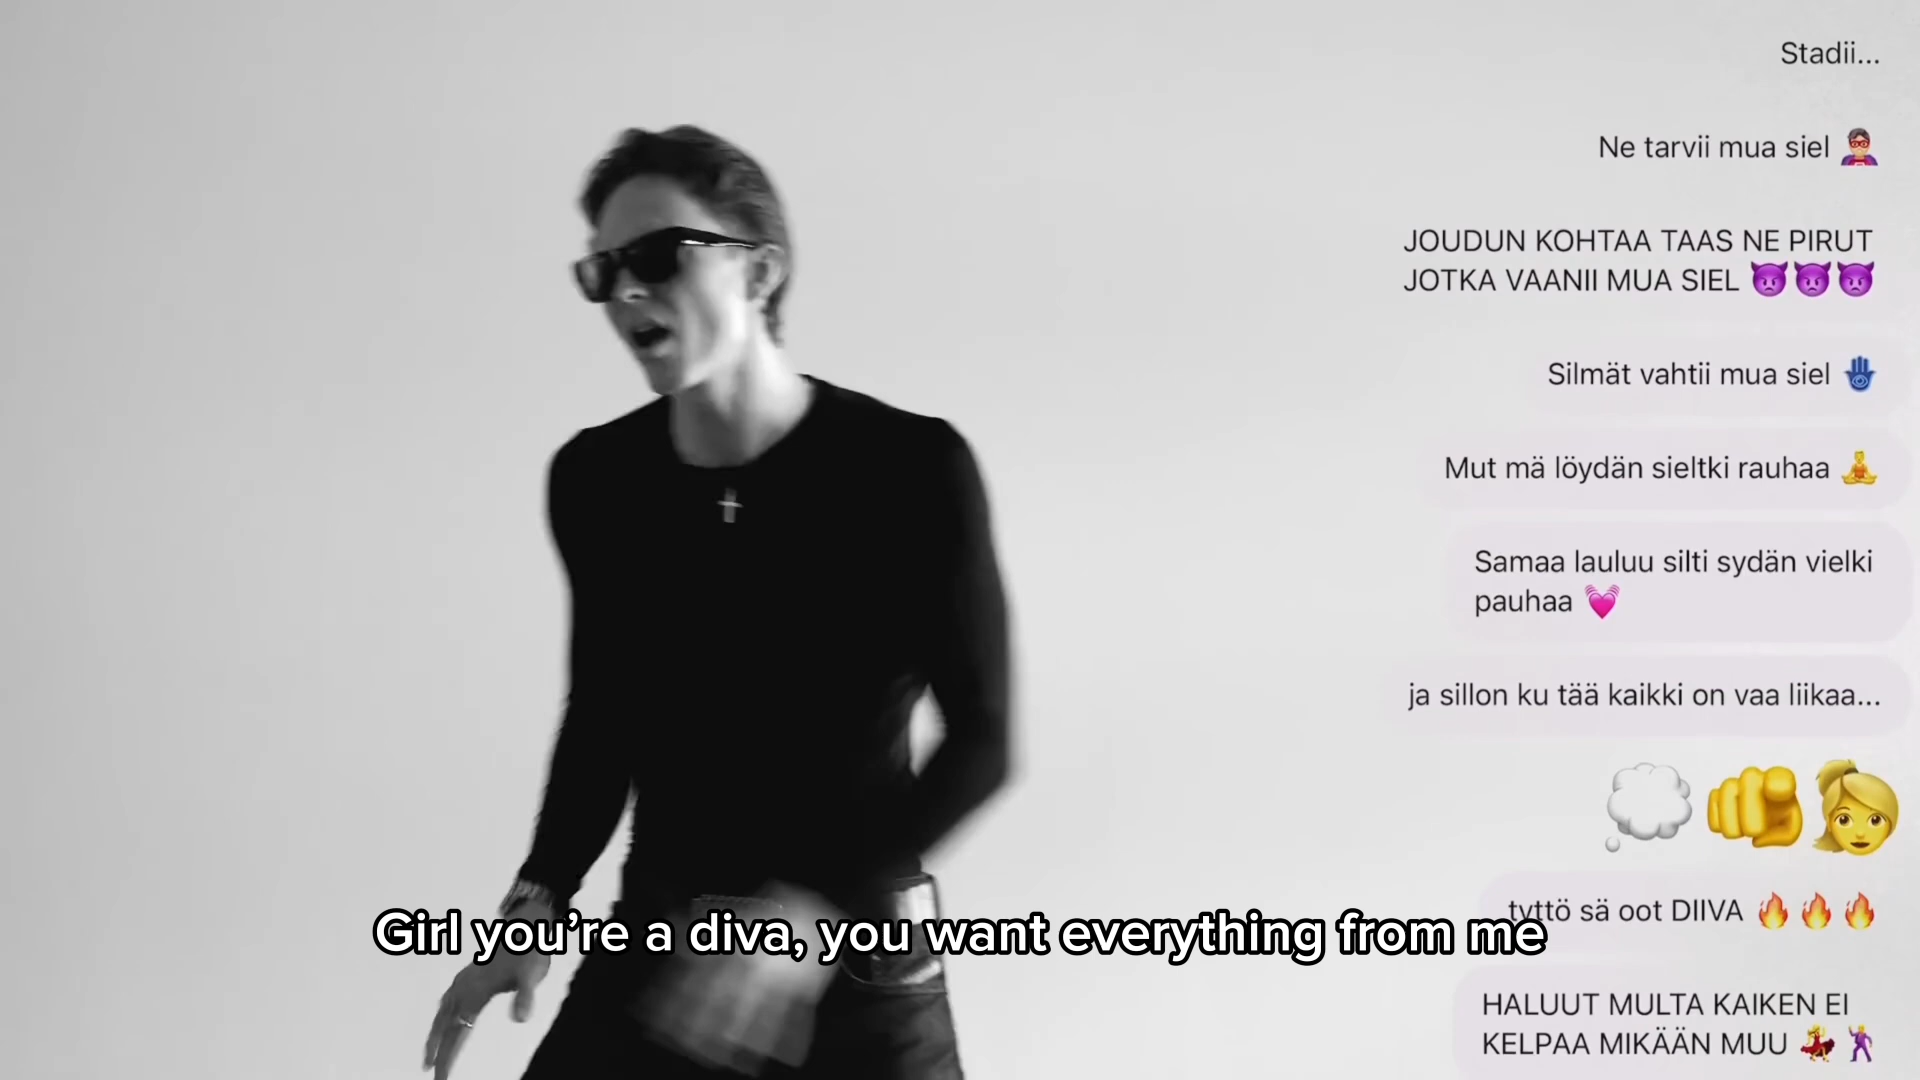 Stadii...
Ne tarvii mua siel
JOUDUN KOHTAA TAAS NE PIRUT
JOTKA VAANII MUA SIEL
Silmät vahtii mua siel
Mut mä löydän sieltki rauhaa
Samaa lauluu silti sydän vielki
pauhaa
ja sillon ku tää kaikki on vaa liikaa...
tyttö sä oot DIIVA
Girl you’re a diva, you want everything from me
HALUUT MULTA KAIKEN EI
KELPAA MIKÄÄN MUU